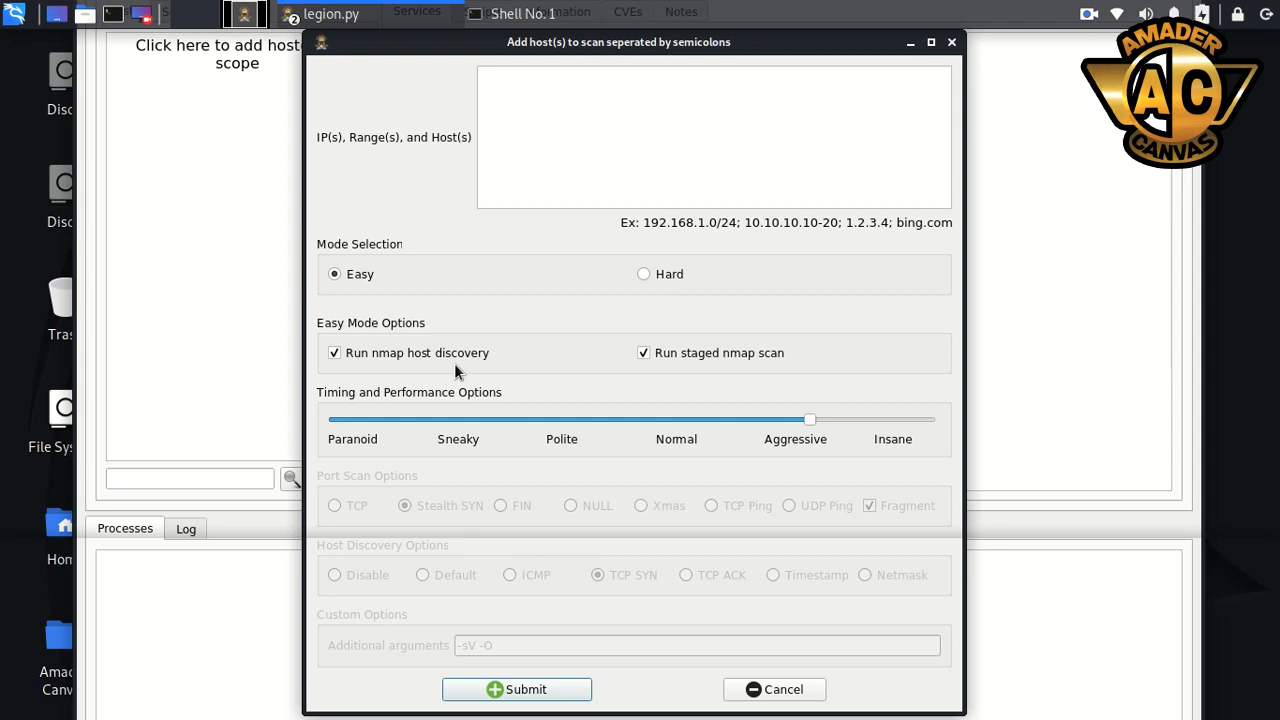 legion.py
2
Services
CVEs
Notes
Shell No. 1
Click here to add host
scope
Disc
Disc
Tras
File Sys
Hom
Amac
Canv
Processes
Log
Add host(s) to scan seperated by semicolons
IP(s), Range(s), and Host(s)
Ex: 192.168.1.0/24; 10.10.10.10-20; 1.2.3.4; bing.com
Mode Selection
Easy
Hard
Easy Mode Options
Run nmap host discovery
Run staged nmap scan
Timing and Performance Options
Paranoid Sneaky Polite Normal Aggressive Insane
Port Scan Options
TCP Stealth SYN FIN NULL Xmas TCP Ping UDP Ping Fragment
Host Discovery Options
Disable Default ICMP TCP SYN TCP ACK Timestamp Netmask
Custom Options
Additional arguments -sV -O
Submit
Cancel
AMADER
AC
CANVAS